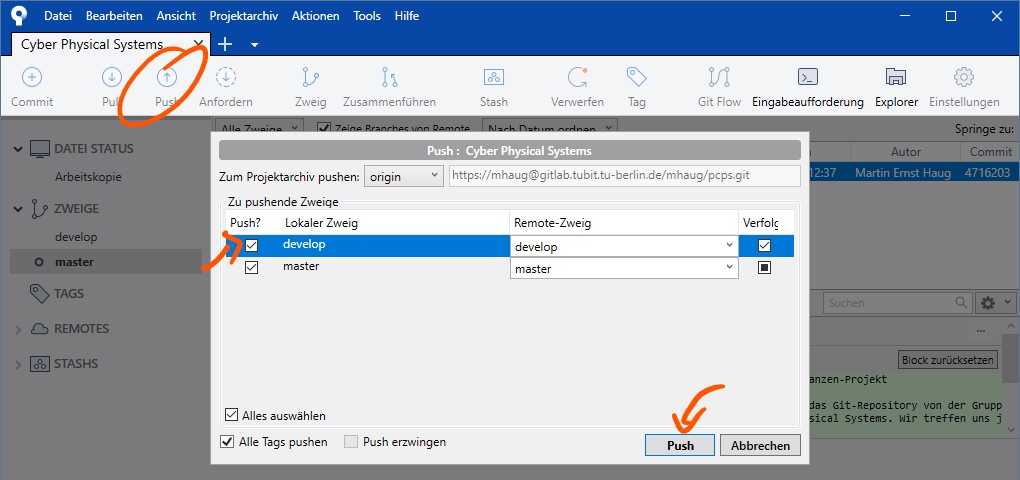 Datei Bearbeiten Ansicht Projektarchiv Aktionen Tools Hilfe
Cyber Physical Systems
Commit Push Anfordern Zweig Zusammenführen Stash Verwerfen Tag Git Flow Eingabeaufforderung Explorer Einstellungen
Alle Zweige Zeige Branches von Remote Nach Datum ordnen Springe zu:
DATEI STATUS
Arbeitskopie
ZWEIGE
develop
master
TAGS
REMOTES
STASHS
Autor Commit
12:37 Martin Ernst Haug 4716203
Push : Cyber Physical Systems
Zum Projektarchiv pushen: origin https://mhaug@gitlab.tubit.tu-berlin.de/mhaug/pcps.git
Zu pushende Zweige
Push? Lokaler Zweig Remote-Zweig Verfolg
develop develop
master master
Alles auswählen
Alle Tags pushen Push erzwingen
Push Abbrechen
Suchen
...
Block zurücksetzen
anzen-Projekt
das Git-Repository von der Grupp
sical Systems. Wir treffen uns j